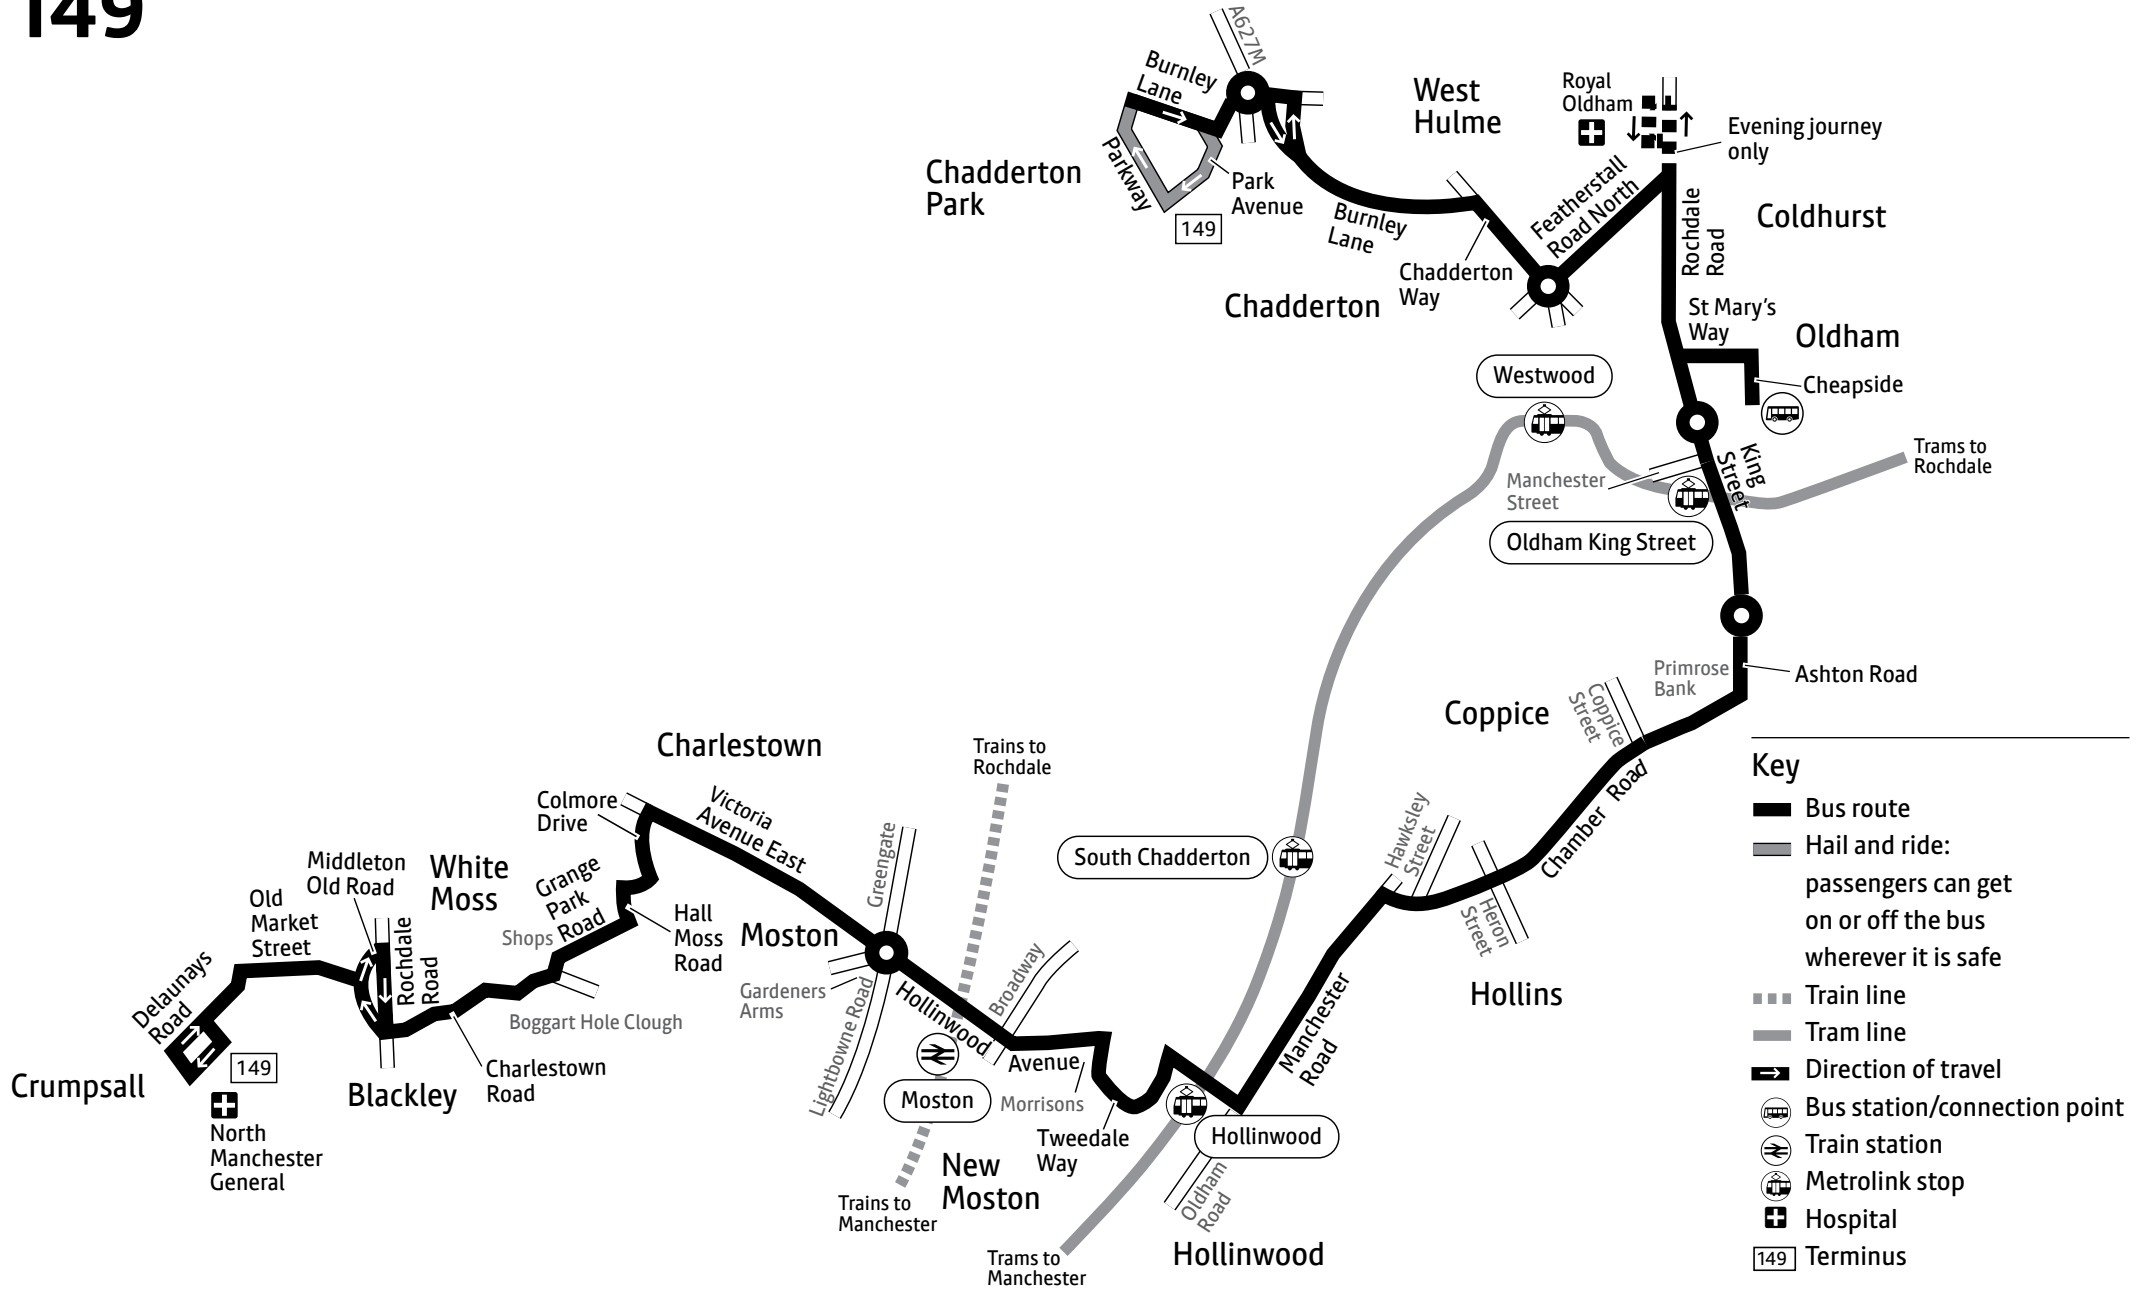 149
A627M
Burnley
Lane
Parkway
Chadderton
Park
Park
Avenue
149
Burnley
Lane
West
Hulme
Royal
Oldham
Evening journey
only
Featherstall
Road North
Rochdale
Road
Coldhurst
Chadderton
Way
Chadderton
St Mary's
Way
Oldham
Cheapside
Westwood
King
Street
Trams to
Rochdale
Manchester
Street
Oldham King Street
Primrose
Bank
Ashton Road
Coppice
Coppice
Street
Chamber Road
Hawksley
Street
Heron
Street
Hollins
South Chadderton
Manchester
Road
Trains to
Rochdale
Charlestown
Colmore
Drive
Victoria
Avenue East
Greengate
Middleton
Old Road
White
Moss
Grange
Park
Road
Old
Market
Street
Shops
Hall
Moss
Road
Moston
Broadway
Rochdale
Road
Delaunays
Road
Gardeners
Arms
Lightbowne Road
Hollinwood
Avenue
Boggart Hole Clough
149
Crumpsall
Blackley
Charlestown
Road
Moston
Morrisons
Tweedale
Way
Hollinwood
North
Manchester
General
New
Moston
Trains to
Manchester
Oldham
Road
Trams to
Manchester
Hollinwood
Key
Bus route
Hail and ride:
passengers can get
on or off the bus
wherever it is safe
Train line
Tram line
Direction of travel
Bus station/connection point
Train station
Metrolink stop
Hospital
149 Terminus